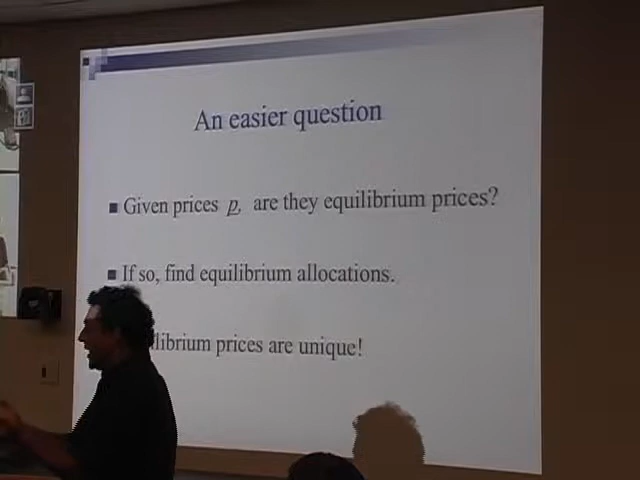 An easier question
Given prices p, are they equilibrium prices?
If so, find equilibrium allocations.
librium prices are unique!